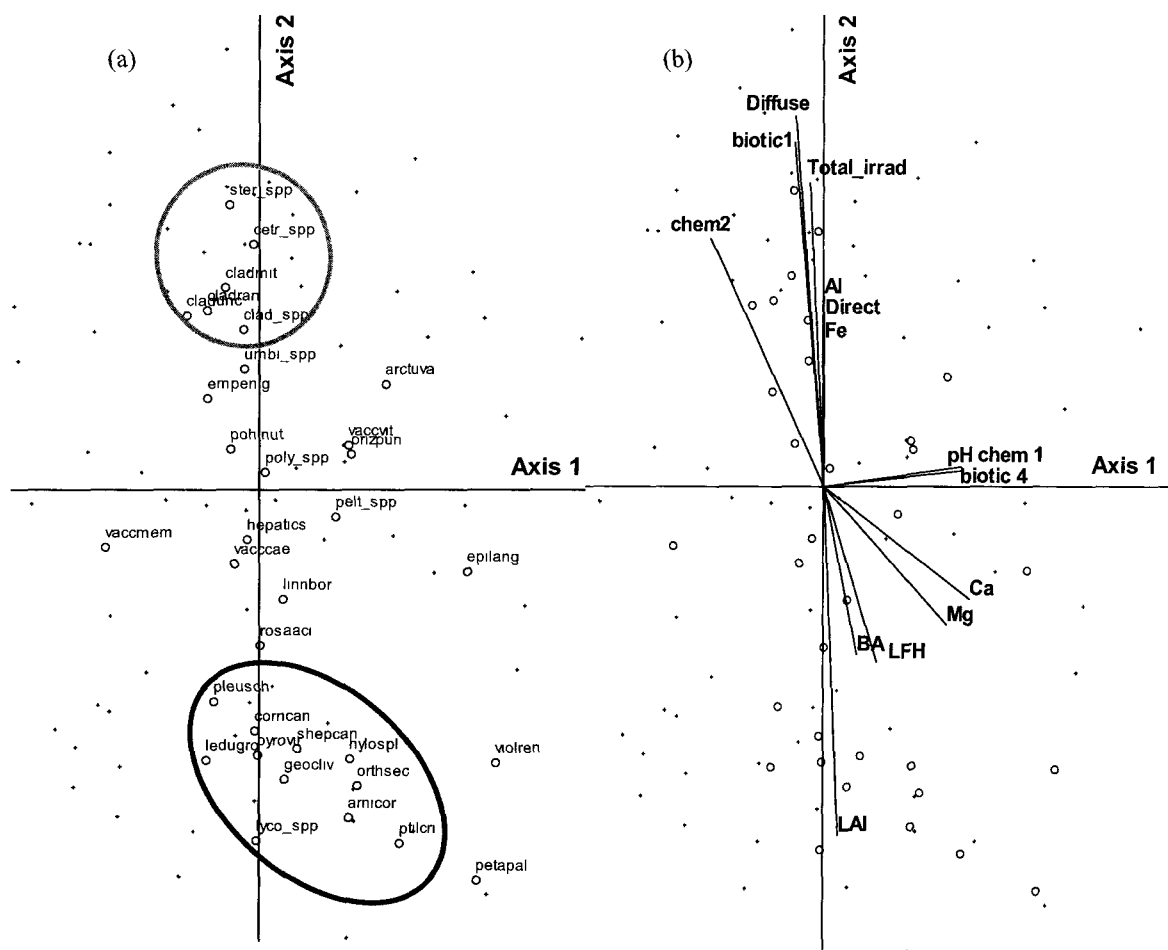 (a)
Axis 2
ster_spp
cetr_spp
cladmit
cladran
cladunc
clad_spp
umbi_spp
arctuva
empenig
vaccvit
orizpun
pohlnut
poly_spp
Axis 1
pelt_spp
hepatics
vaccmem
vacccae
epilang
linnbor
rosaaci
pleusch
corncan
shepcan
ledugro
pyrovir
hylospl
violren
geocliv
orthsec
arnicor
lyco_spp
ptilcri
petapal
(b)
Axis 2
Diffuse
biotic1
Total_irrad
chem2
Al
Direct
Fe
pH chem 1
Axis 1
biotic 4
Ca
Mg
BA
LFH
LAI